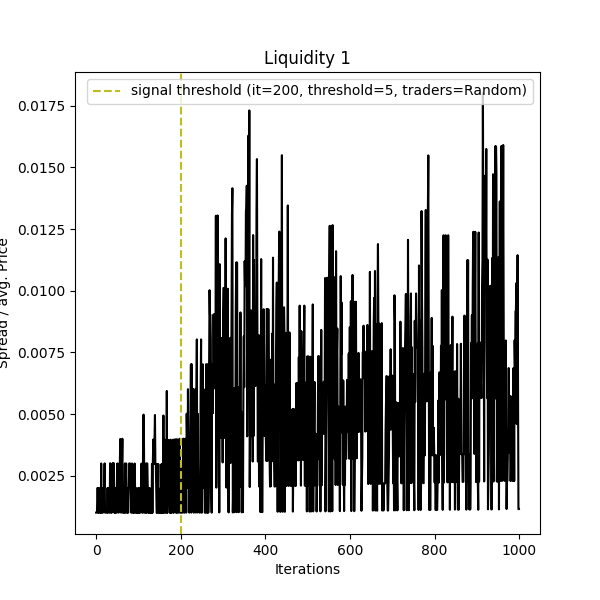 Liquidity 1
signal threshold (it=200, threshold=5, traders=Random)
Spread / avg. Price
0.0175
0.0150
0.0125
0.0100
0.0075
0.0050
0.0025
0 200 400 600 800 1000
Iterations